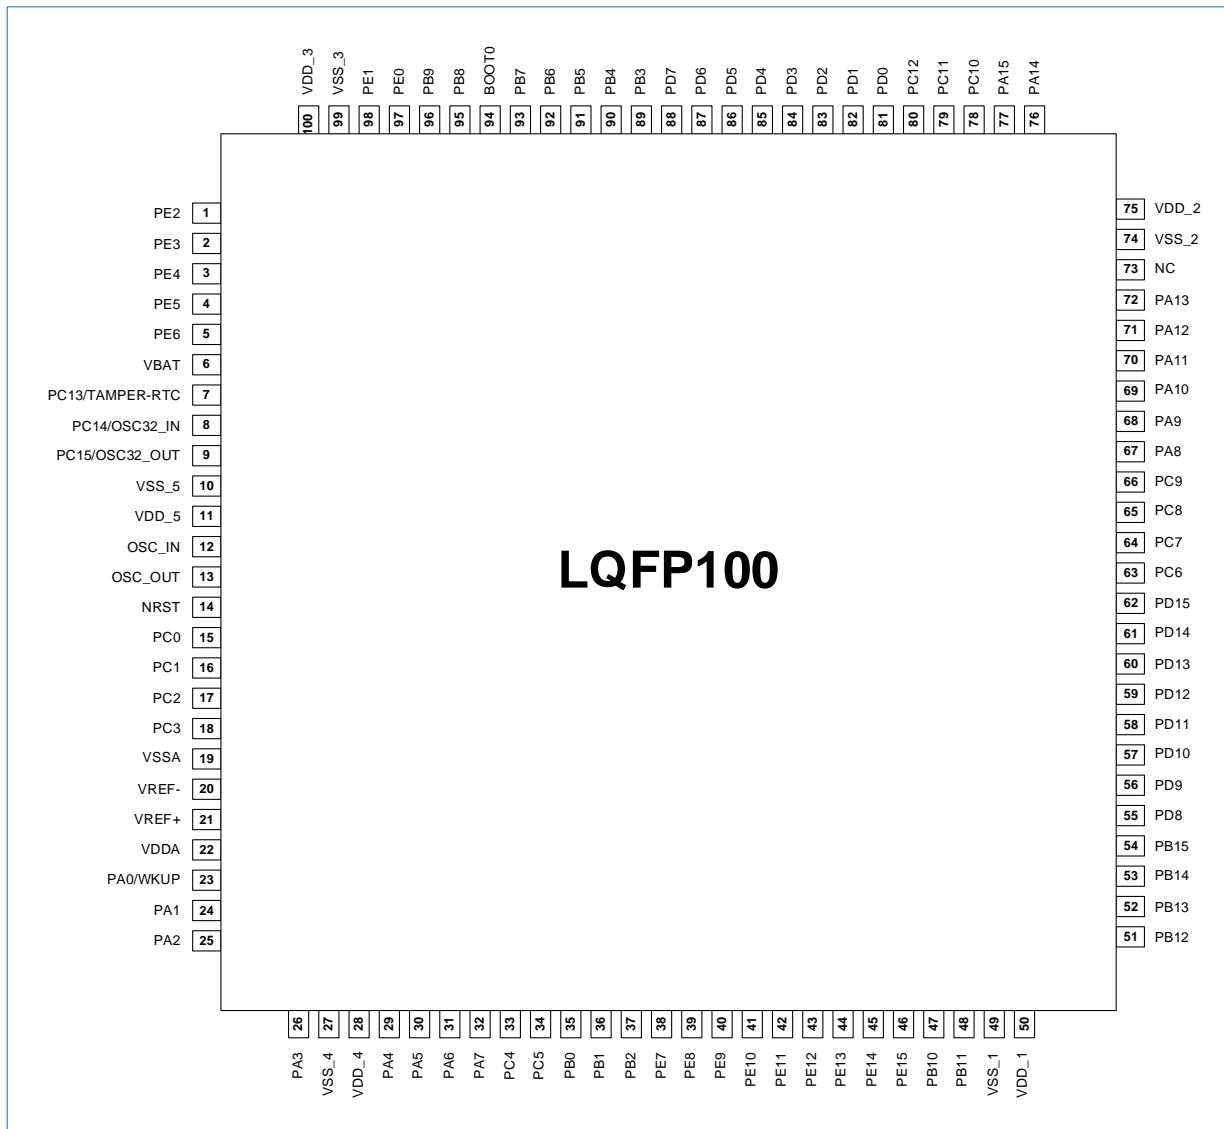 VDD_3 VSS_3 PE1 PE0 PB9 PB8 BOOT0 PB7 PB6 PB5 PB4 PB3 PD7 PD6 PD5 PD4 PD3 PD2 PD1 PD0 PC12 PC11 PC10 PA15 PA14
100 99 98 97 96 95 94 93 92 91 90 89 88 87 86 85 84 83 82 81 80 79 78 77 76
PE2 1
PE3 2
PE4 3
PE5 4
PE6 5
VBAT 6
PC13/TAMPER-RTC 7
PC14/OSC32_IN 8
PC15/OSC32_OUT 9
VSS_5 10
VDD_5 11
OSC_IN 12
OSC_OUT 13
NRST 14
PC0 15
PC1 16
PC2 17
PC3 18
VSSA 19
VREF- 20
VREF+ 21
VDDA 22
PA0/WKUP 23
PA1 24
PA2 25
LQFP100
75 VDD_2
74 VSS_2
73 NC
72 PA13
71 PA12
70 PA11
69 PA10
68 PA9
67 PA8
66 PC9
65 PC8
64 PC7
63 PC6
62 PD15
61 PD14
60 PD13
59 PD12
58 PD11
57 PD10
56 PD9
55 PD8
54 PB15
53 PB14
52 PB13
51 PB12
26 27 28 29 30 31 32 33 34 35 36 37 38 39 40 41 42 43 44 45 46 47 48 49 50
PA3 VSS_4 VDD_4 PA4 PA5 PA6 PA7 PC4 PC5 PB0 PB1 PB2 PE7 PE8 PE9 PE10 PE11 PE12 PE13 PE14 PE15 PB10 PB11 VSS_1 VDD_1